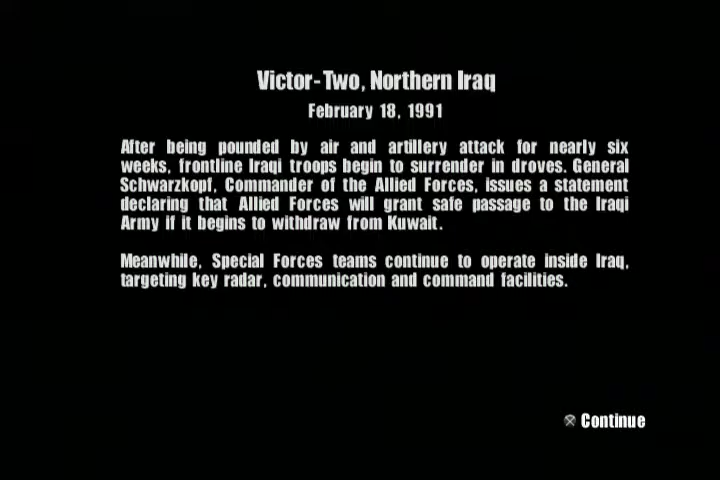 Victor-Two, Northern Iraq
February 18, 1991
After being pounded by air and artillery attack for nearly six
weeks, frontline Iraqi troops begin to surrender in droves. General
Schwarzkopf, Commander of the Allied Forces, issues a statement
declaring that Allied Forces will grant safe passage to the Iraqi
Army if it begins to withdraw from Kuwait.
Meanwhile, Special Forces teams continue to operate inside Iraq,
targeting key radar, communication and command facilities.
Continue